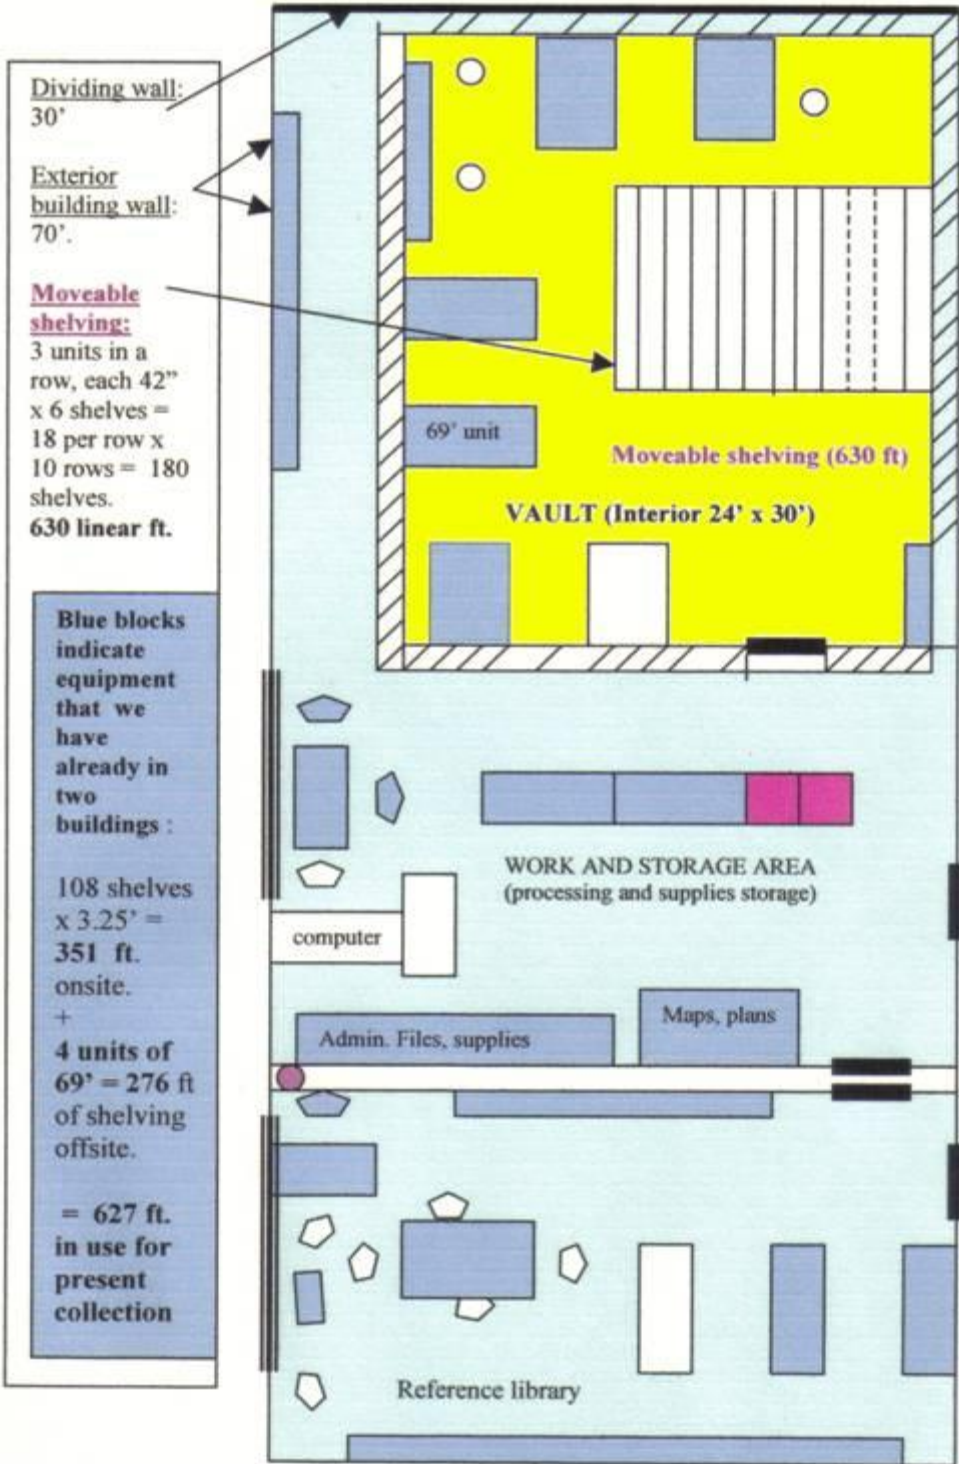 Dividing wall:
30’
Exterior
building wall:
70’.
Moveable
shelving:
3 units in a
row, each 42”
x 6 shelves =
18 per row x
10 rows = 180
shelves.
630 linear ft.
Blue blocks
indicate
equipment
that we
have
already in
two
buildings :
108 shelves
x 3.25’ =
351 ft.
onsite.
+
4 units of
69’ = 276 ft
of shelving
offsite.
= 627 ft.
in use for
present
collection
69’ unit
Moveable shelving (630 ft)
VAULT (Interior 24’ x 30’)
WORK AND STORAGE AREA
(processing and supplies storage)
computer
Maps, plans
Admin. Files, supplies
Reference library